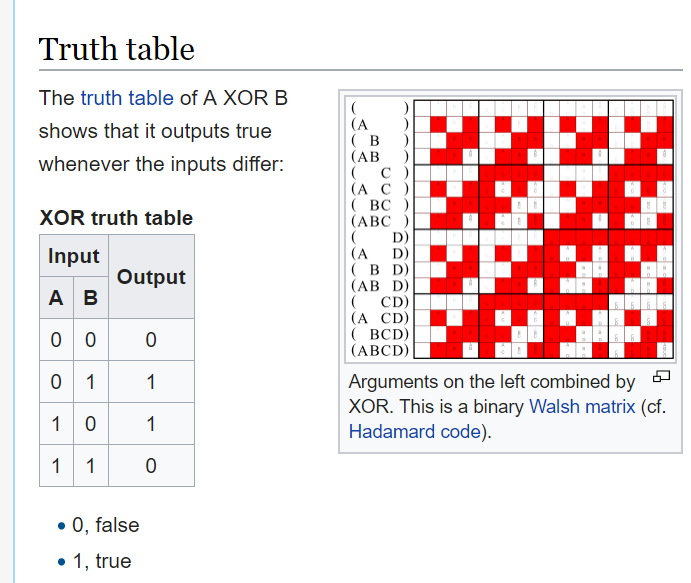 Truth table
The truth table of A XOR B
shows that it outputs true
whenever the inputs differ:
XOR truth table
Input Output
A B
0 0 0
0 1 1
1 0 1
1 1 0
• 0, false
• 1, true
( )
(A )
( B )
(AB )
( C )
(A C )
( BC )
(ABC )
( D)
(A D)
( B D)
(AB D)
( CD)
(A CD)
( BCD)
(ABCD)
Arguments on the left combined by
XOR. This is a binary Walsh matrix (cf.
Hadamard code).